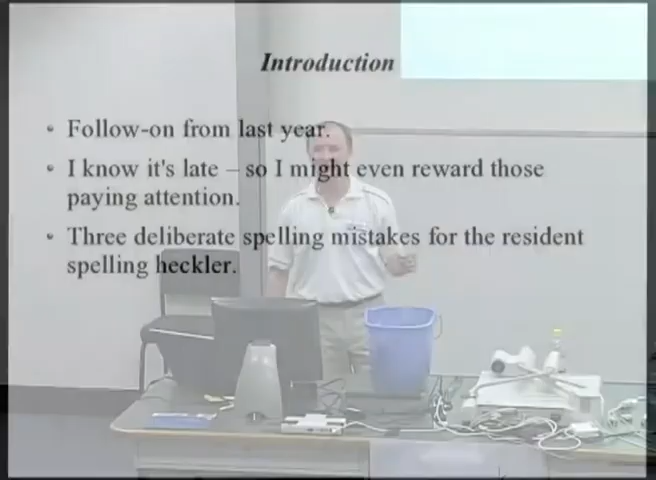 Introduction
• Follow-on from last year.
• I know it's late – so I might even reward those
paying attention.
• Three deliberate spelling mistakes for the resident
spelling heckler.